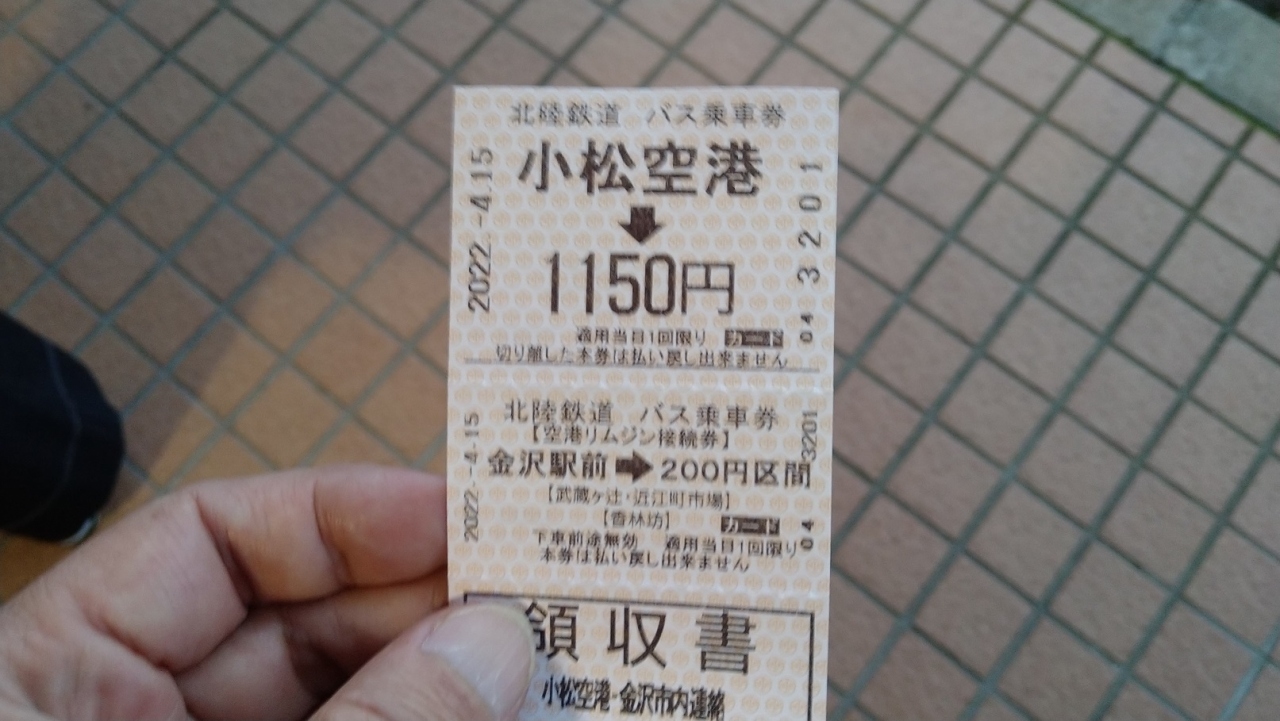 北陸鉄道 バス乗車券
小松空港
⬇
1150円
適用当日1回限り カード
切り離した本券は払い戻し出来ません
2022.-4.15
04 3201
北陸鉄道 バス乗車券
【空港リムジン接続券】
金沢駅前➡200円区間
【武蔵ヶ辻・近江町市場】
【香林坊】 カード
下車前途無効 適用当日1回限り
本券は払い戻し出来ません
2022.-4.15
04 3201
領収書
小松空港・金沢市内連絡